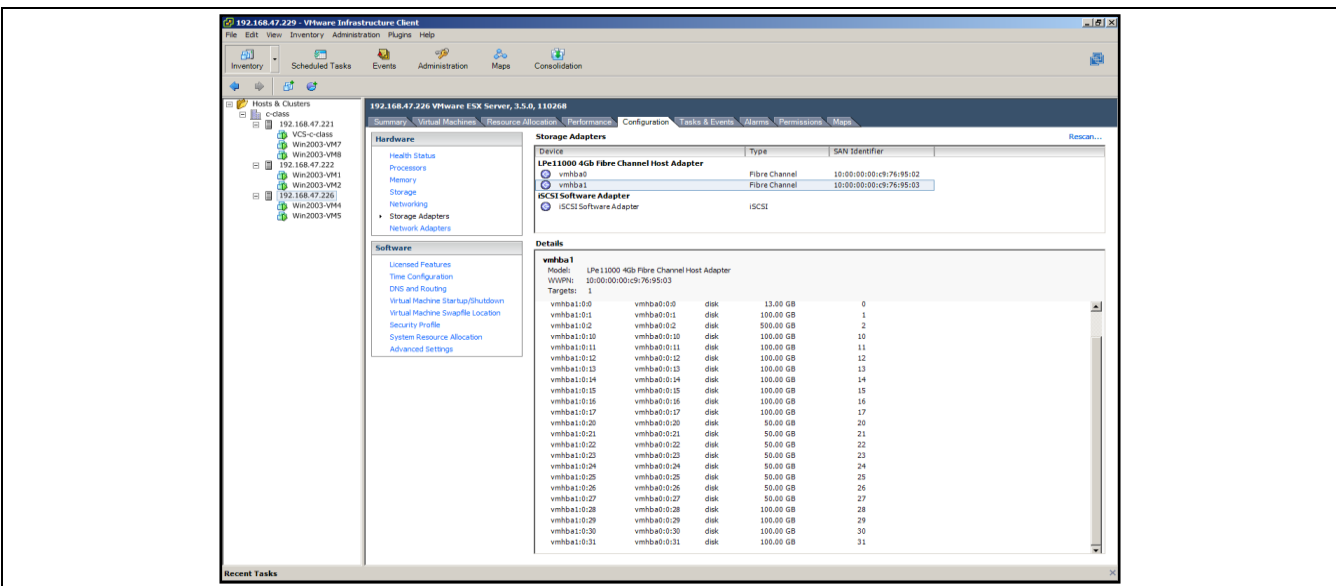 192.168.47.229 - VMware Infrastructure Client
File Edit View Inventory Administration Plugins Help
Inventory Scheduled Tasks Events Administration Maps Consolidation
Hosts & Clusters
c-class
192.168.47.221
VCS-c-class
Win2003-VM7
Win2003-VM8
192.168.47.222
Win2003-VM1
Win2003-VM2
192.168.47.226
Win2003-VM4
Win2003-VM5
192.168.47.226 VMware ESX Server, 3.5.0, 110268
Summary Virtual Machines Resource Allocation Performance Configuration Tasks & Events Alarms Permissions Maps
Hardware
Health Status
Processors
Memory
Storage
Networking
Storage Adapters
Network Adapters
Software
Licensed Features
Time Configuration
DNS and Routing
Virtual Machine Startup/Shutdown
Virtual Machine Swapfile Location
Security Profile
System Resource Allocation
Advanced Settings
Storage Adapters Rescan...
Device Type SAN Identifier
LPe11000 4Gb Fibre Channel Host Adapter
vmhba0 Fibre Channel 10:00:00:00:c9:76:95:02
vmhba1 Fibre Channel 10:00:00:00:c9:76:95:03
iSCSI Software Adapter
iSCSI Software Adapter iSCSI
Details
vmhba1
Model: LPe11000 4Gb Fibre Channel Host Adapter
WWPN: 10:00:00:00:c9:76:95:03
Targets: 1
vmhba1:0:0 vmhba0:0:0 disk 13.00 GB 0
vmhba1:0:1 vmhba0:0:1 disk 100.00 GB 1
vmhba1:0:2 vmhba0:0:2 disk 500.00 GB 2
vmhba1:0:10 vmhba0:0:10 disk 100.00 GB 10
vmhba1:0:11 vmhba0:0:11 disk 100.00 GB 11
vmhba1:0:12 vmhba0:0:12 disk 100.00 GB 12
vmhba1:0:13 vmhba0:0:13 disk 100.00 GB 13
vmhba1:0:14 vmhba0:0:14 disk 100.00 GB 14
vmhba1:0:15 vmhba0:0:15 disk 100.00 GB 15
vmhba1:0:16 vmhba0:0:16 disk 100.00 GB 16
vmhba1:0:17 vmhba0:0:17 disk 100.00 GB 17
vmhba1:0:20 vmhba0:0:20 disk 50.00 GB 20
vmhba1:0:21 vmhba0:0:21 disk 50.00 GB 21
vmhba1:0:22 vmhba0:0:22 disk 50.00 GB 22
vmhba1:0:23 vmhba0:0:23 disk 50.00 GB 23
vmhba1:0:24 vmhba0:0:24 disk 50.00 GB 24
vmhba1:0:25 vmhba0:0:25 disk 50.00 GB 25
vmhba1:0:26 vmhba0:0:26 disk 50.00 GB 26
vmhba1:0:27 vmhba0:0:27 disk 50.00 GB 27
vmhba1:0:28 vmhba0:0:28 disk 100.00 GB 28
vmhba1:0:29 vmhba0:0:29 disk 100.00 GB 29
vmhba1:0:30 vmhba0:0:30 disk 100.00 GB 30
vmhba1:0:31 vmhba0:0:31 disk 100.00 GB 31
Recent Tasks